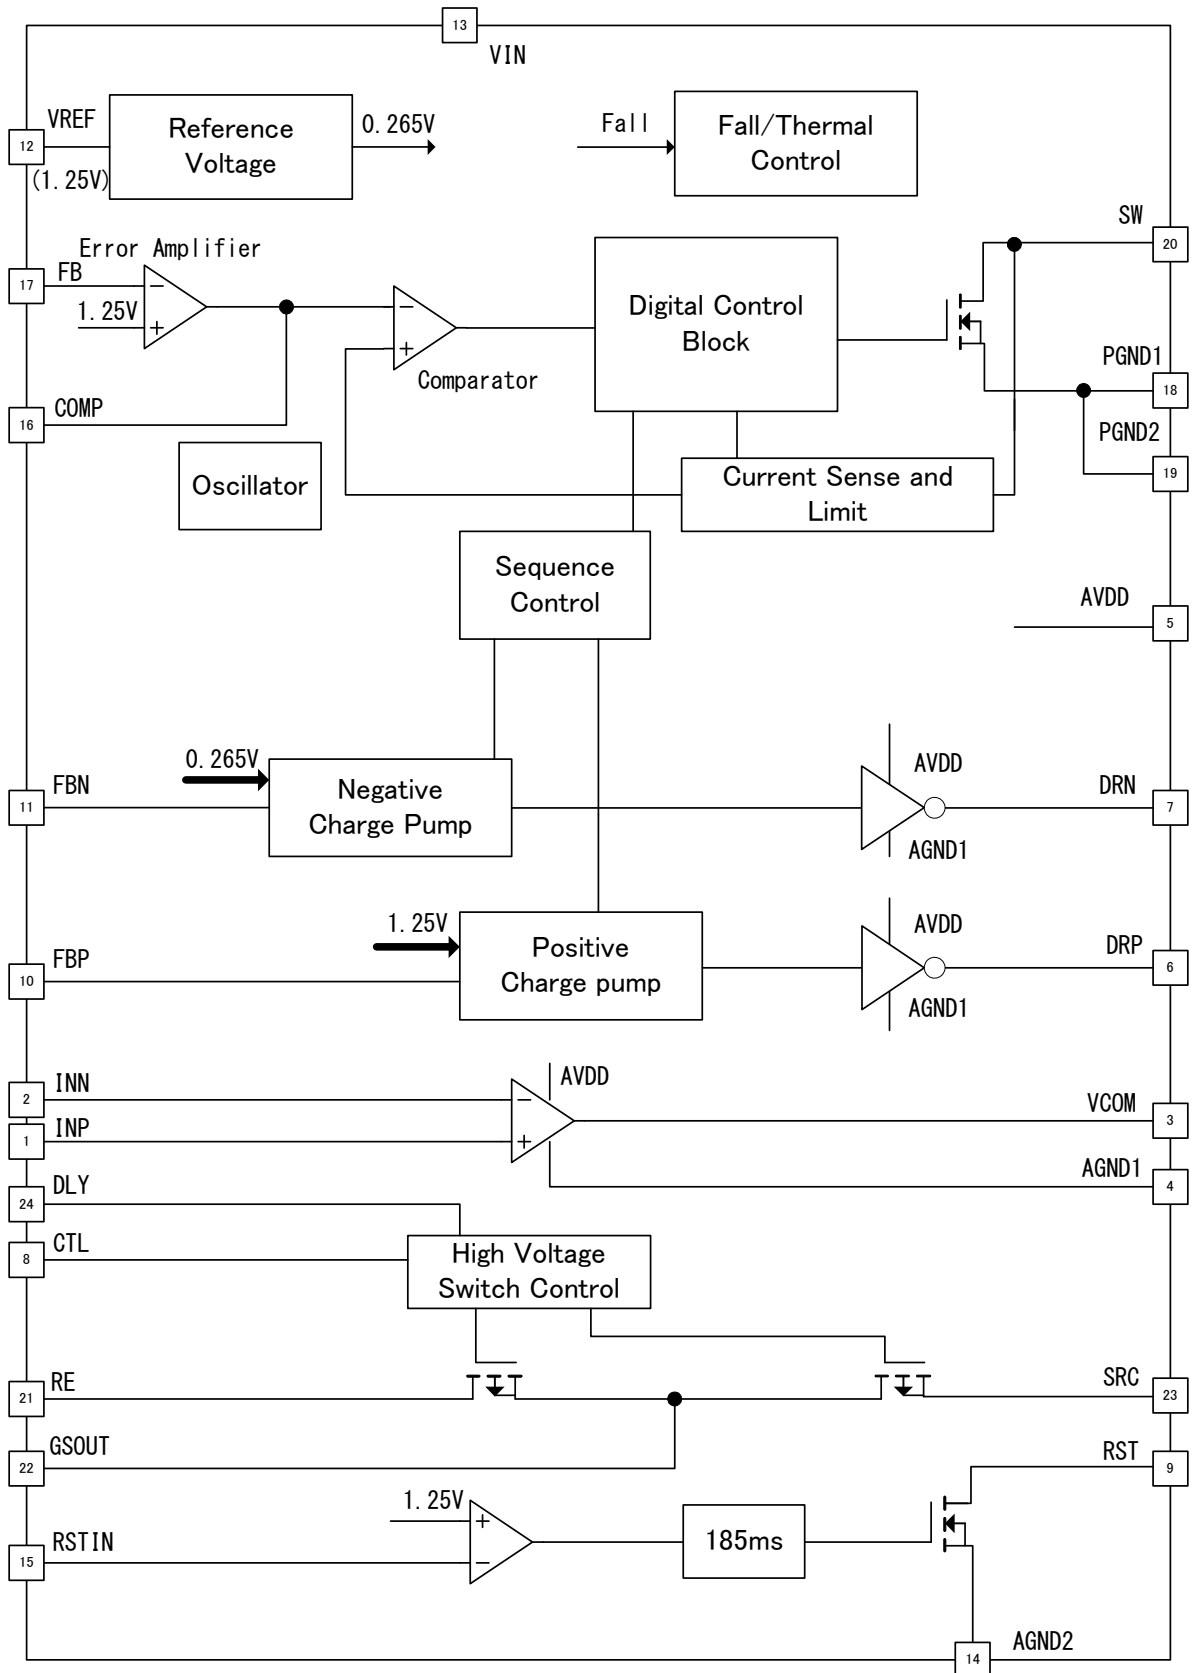 13
VIN
VREF
12
(1.25V)
Reference
Voltage
0.265V
Fall
Fall/Thermal
Control
SW
20
Error Amplifier
FB
17
1.25V
−
+
−
+
Comparator
Digital Control
Block
PGND1
18
PGND2
19
COMP
16
Oscillator
Current Sense and
Limit
Sequence
Control
AVDD
5
0.265V
FBN
11
Negative
Charge Pump
AVDD
AGND1
DRN
7
1.25V
FBP
10
Positive
Charge pump
AVDD
AGND1
DRP
6
INN
2
INP
1
−
+
AVDD
VCOM
3
AGND1
4
DLY
24
CTL
8
High Voltage
Switch Control
RE
21
SRC
23
GSOUT
22
RST
9
1.25V
RSTIN
15
+
−
185ms
AGND2
14